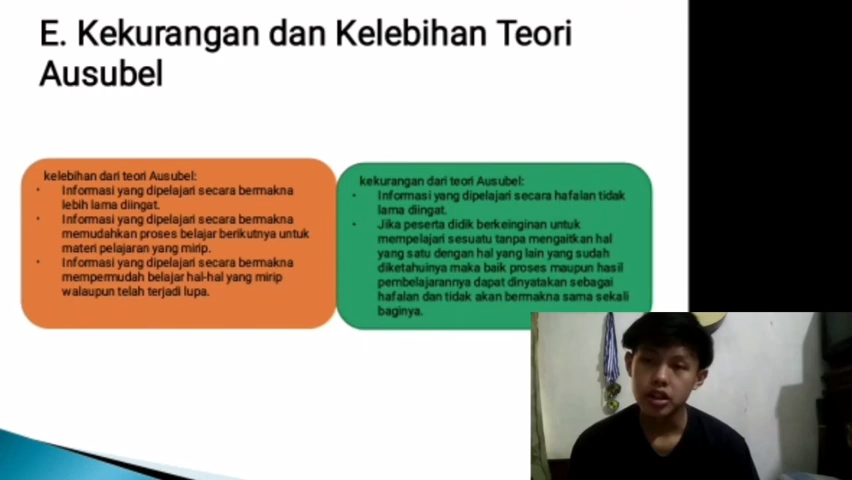 E. Kekurangan dan Kelebihan Teori
Ausubel
kelebihan dari teori Ausubel:
• Informasi yang dipelajari secara bermakna
lebih lama diingat.
• Informasi yang dipelajari secara bermakna
memudahkan proses belajar berikutnya untuk
materi pelajaran yang mirip.
• Informasi yang dipelajari secara bermakna
mempermudah belajar hal-hal yang mirip
walaupun telah terjadi lupa.
kekurangan dari teori Ausubel:
• Informasi yang dipelajari secara hafalan tidak
lama diingat.
• Jika peserta didik berkeinginan untuk
mempelajari sesuatu tanpa mengaitkan hal
yang satu dengan hal yang lain yang sudah
diketahuinya maka baik proses maupun hasil
pembelajarannya dapat dinyatakan sebagai
hafalan dan tidak akan bermakna sama sekali
baginya.